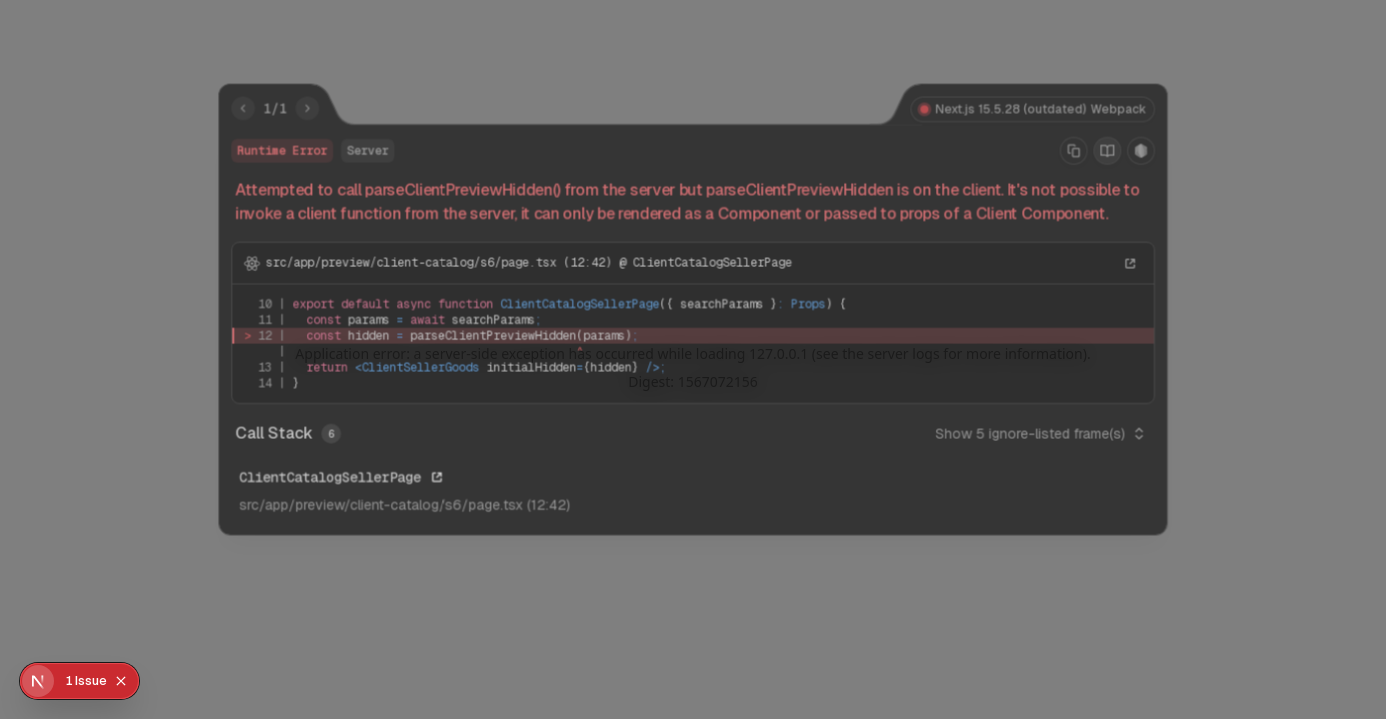 1/1
Next.js 15.5.28 (outdated) Webpack
Runtime Error
Server
Attempted to call parseClientPreviewHidden() from the server but parseClientPreviewHidden is on the client. It's not possible to
invoke a client function from the server, it can only be rendered as a Component or passed to props of a Client Component.
src/app/preview/client-catalog/s6/page.tsx (12:42) @ ClientCatalogSellerPage
10 | export default async function ClientCatalogSellerPage({ searchParams }: Props) {
11 |   const params = await searchParams;
> 12 |   const hidden = parseClientPreviewHidden(params);
| ^
Application error: a server-side exception has occurred while loading 127.0.0.1 (see the server logs for more information).
13 |   return <ClientSellerGoods initialHidden={hidden} />;
14 | }
Digest: 1567072156
Call Stack 6
Show 5 ignore-listed frame(s)
ClientCatalogSellerPage
src/app/preview/client-catalog/s6/page.tsx (12:42)
N 1 Issue